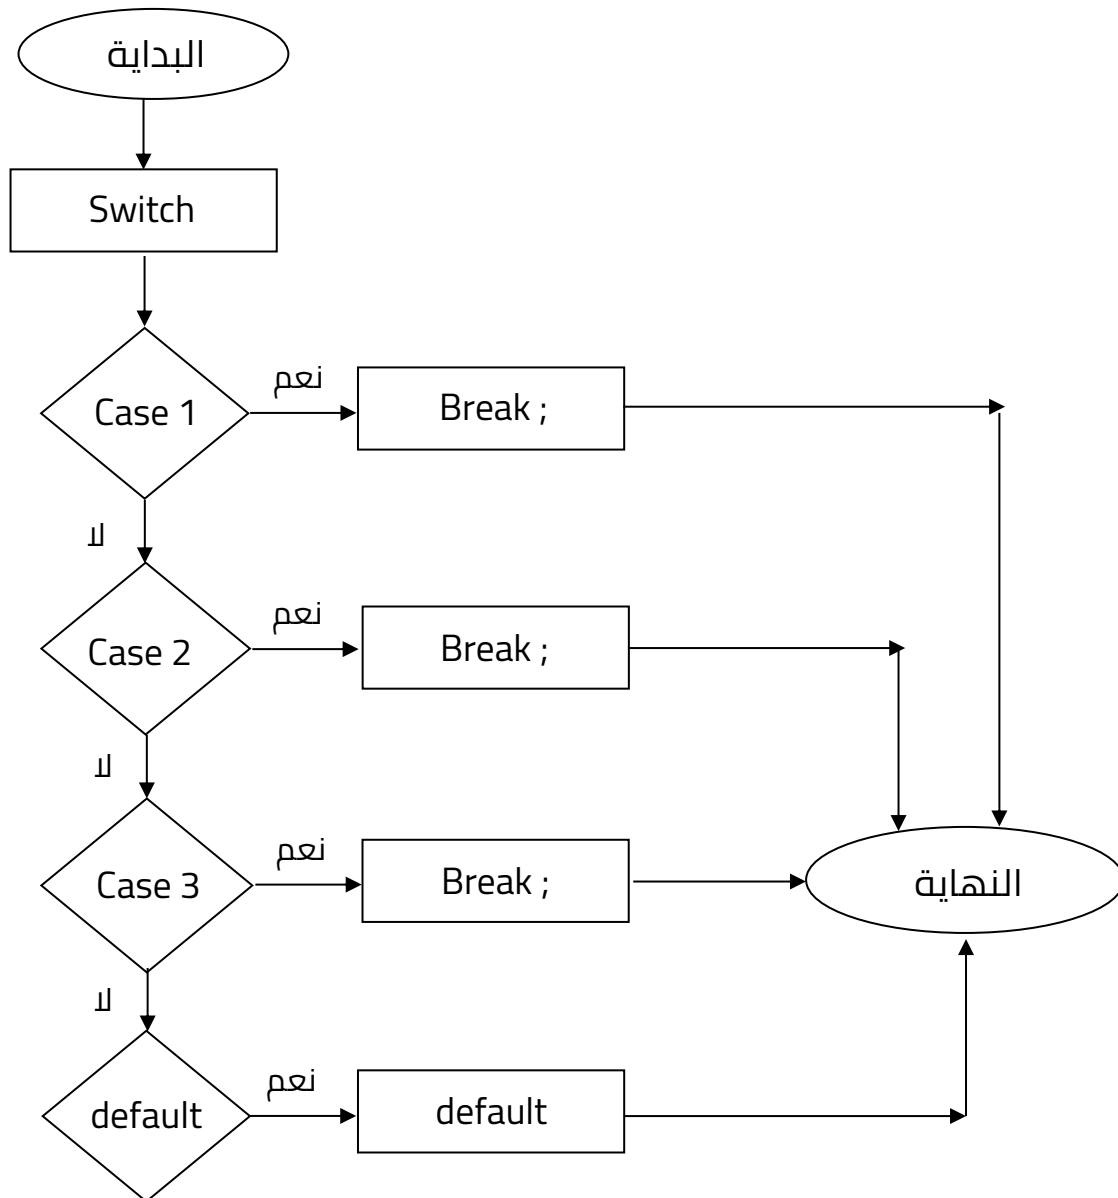 البداية
Switch
Case 1
نعم
Break ;
لا
Case 2
نعم
Break ;
لا
Case 3
نعم
Break ;
النهاية
لا
default
نعم
default